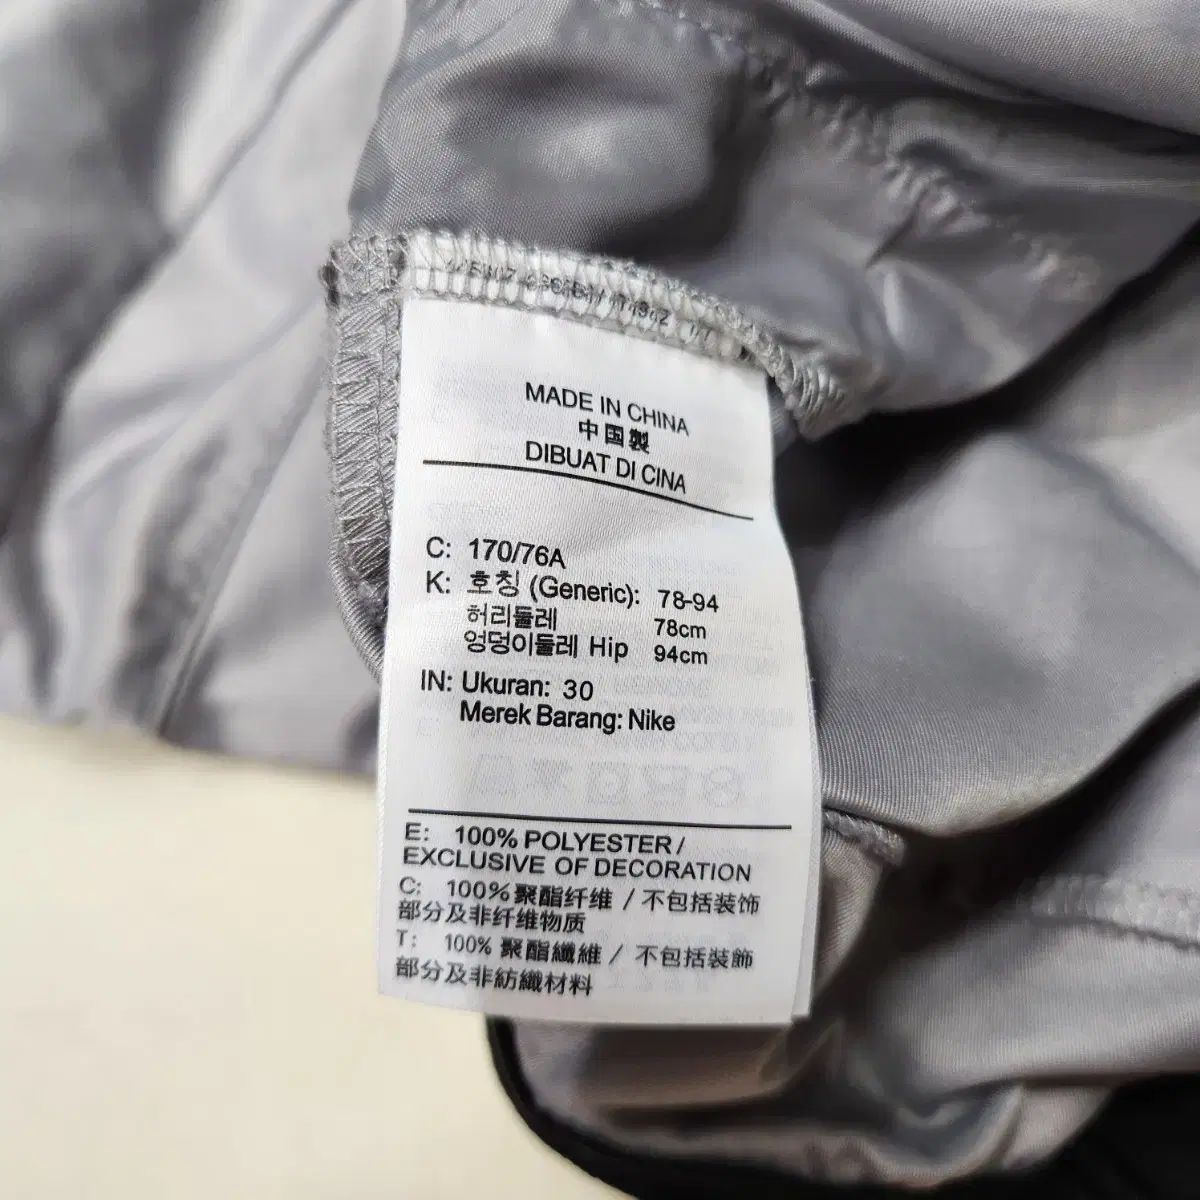 MADE IN CHINA
中国製
DIBUAT DI CINA
C: 170/76A
K: 호칭 (Generic): 78-94
허리둘레 78cm
엉덩이둘레 Hip 94cm
IN: Ukuran: 30
Merek Barang: Nike
E: 100% POLYESTER /
EXCLUSIVE OF DECORATION
C: 100% 聚酯纤维 / 不包括装饰
部分及非纤维物质
T: 100% 聚酯纖維 / 不包括裝飾
部分及非紡織材料